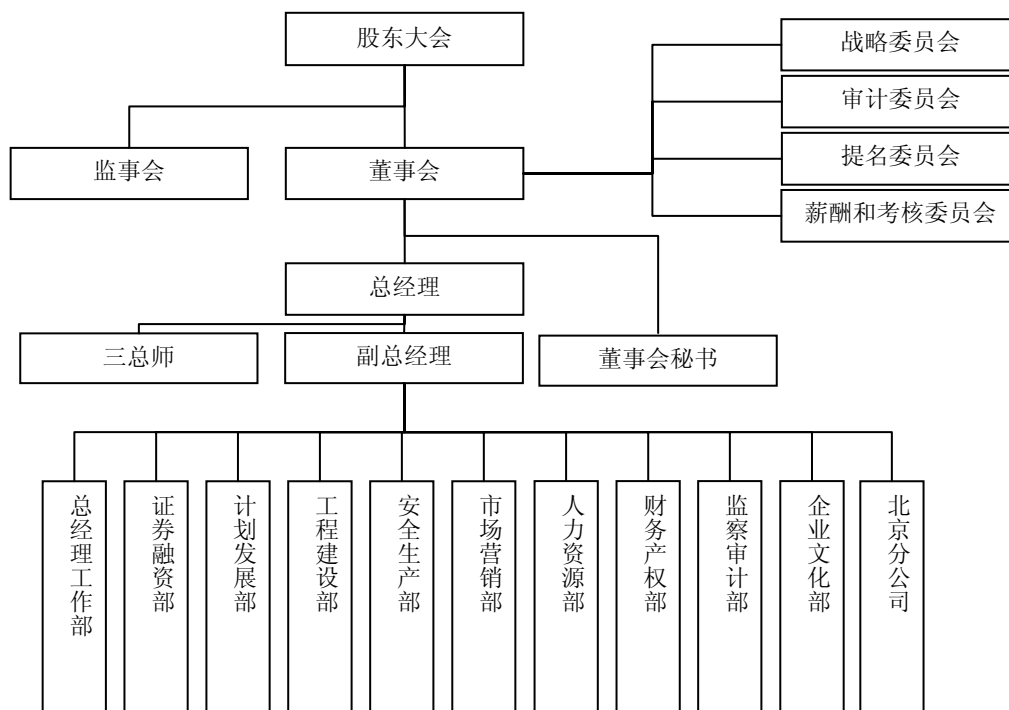 股东大会
战略委员会
审计委员会
监事会
董事会
提名委员会
薪酬和考核委员会
总经理
三总师
副总经理
董事会秘书
总经理工作部
证券融资部
计划发展部
工程建设部
安全生产部
市场营销部
人力资源部
财务产权部
监察审计部
企业文化部
北京分公司